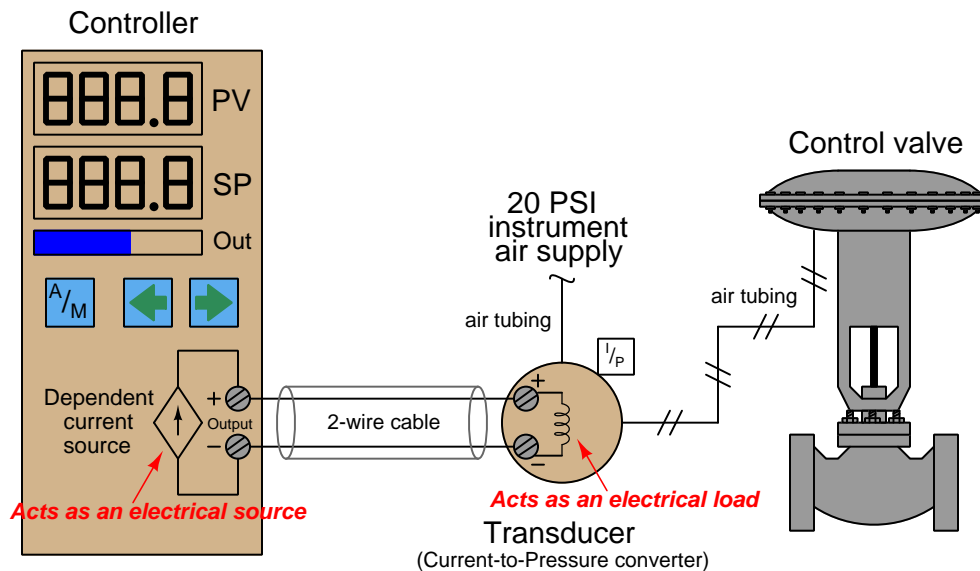 Controller
888.8 PV
888.8 SP
Out
A/M
Dependent
current
source
+
Output
−
Acts as an electrical source
2-wire cable
20 PSI
instrument
air supply
air tubing
I/P
+
−
Acts as an electrical load
Transducer
(Current-to-Pressure converter)
air tubing
Control valve